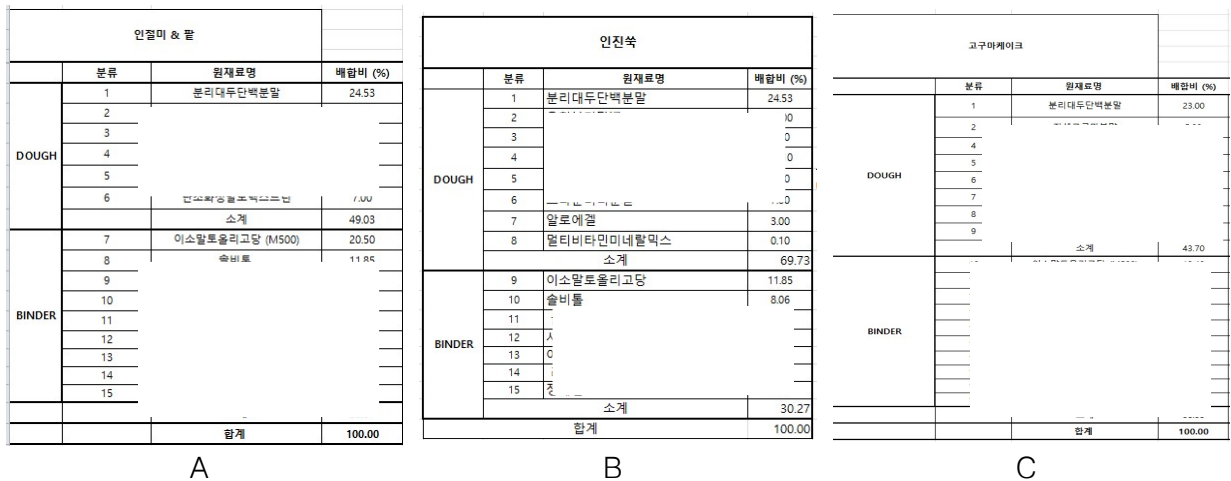 인절미 & 팥
분류 원재료명 배합비 (%)
DOUGH
1 분리대두단백분말 24.53
2
3
4
5
6 7.00
소계 49.03
BINDER
7 이소말토올리고당 (M500) 20.50
8 솔비톨 11.85
9
10
11
12
13
14
15
합계 100.00
A
인진쑥
분류 원재료명 배합비 (%)
DOUGH
1 분리대두단백분말 24.53
2
3
4
5
6
7 알로에겔 3.00
8 멀티비타민미네랄믹스 0.10
소계 69.73
BINDER
9 이소말토올리고당 11.85
10 솔비톨 8.06
11
12
13
14
15
소계 30.27
합계 100.00
B
고구마케이크
분류 원재료명 배합비 (%)
DOUGH
1 분리대두단백분말 23.00
2
4
5
6
7
8
9
소계 43.70
BINDER
합계 100.00
C